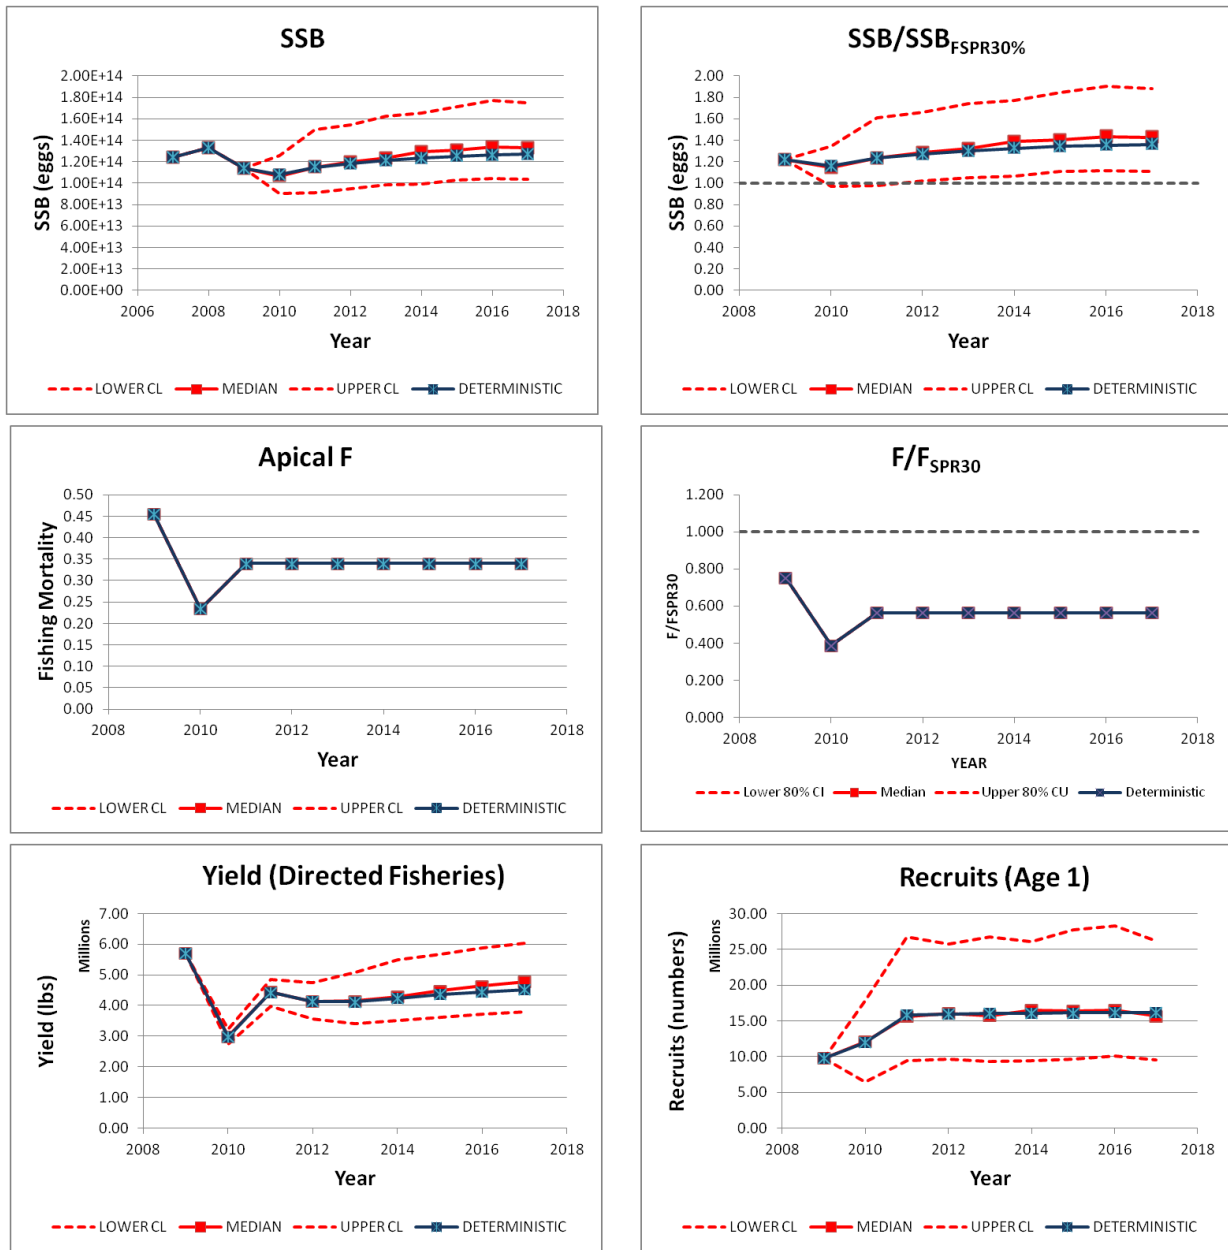 SSB
SSB (eggs)
2.00E+14
1.80E+14
1.60E+14
1.40E+14
1.20E+14
1.00E+14
8.00E+13
6.00E+13
4.00E+13
2.00E+13
0.00E+00
2006 2008 2010 2012 2014 2016 2018
Year
LOWER CL MEDIAN UPPER CL DETERMINISTIC
SSB/SSBFSPR30%
SSB (eggs)
2.00
1.80
1.60
1.40
1.20
1.00
0.80
0.60
0.40
0.20
0.00
2008 2010 2012 2014 2016 2018
Year
LOWER CL MEDIAN UPPER CL DETERMINISTIC
Apical F
Fishing Mortality
0.50
0.45
0.40
0.35
0.30
0.25
0.20
0.15
0.10
0.05
0.00
2008 2010 2012 2014 2016 2018
Year
LOWER CL MEDIAN UPPER CL DETERMINISTIC
F/FSPR30
F/FSPR30
1.200
1.000
0.800
0.600
0.400
0.200
0.000
2008 2010 2012 2014 2016 2018
YEAR
Lower 80% CI Median Upper 80% CU Deterministic
Yield (Directed Fisheries)
Yield (lbs)
Millions
7.00
6.00
5.00
4.00
3.00
2.00
1.00
0.00
2008 2010 2012 2014 2016 2018
Year
LOWER CL MEDIAN UPPER CL DETERMINISTIC
Recruits (Age 1)
Recruits (numbers)
Millions
30.00
25.00
20.00
15.00
10.00
5.00
0.00
2008 2010 2012 2014 2016 2018
Year
LOWER CL MEDIAN UPPER CL DETERMINISTIC